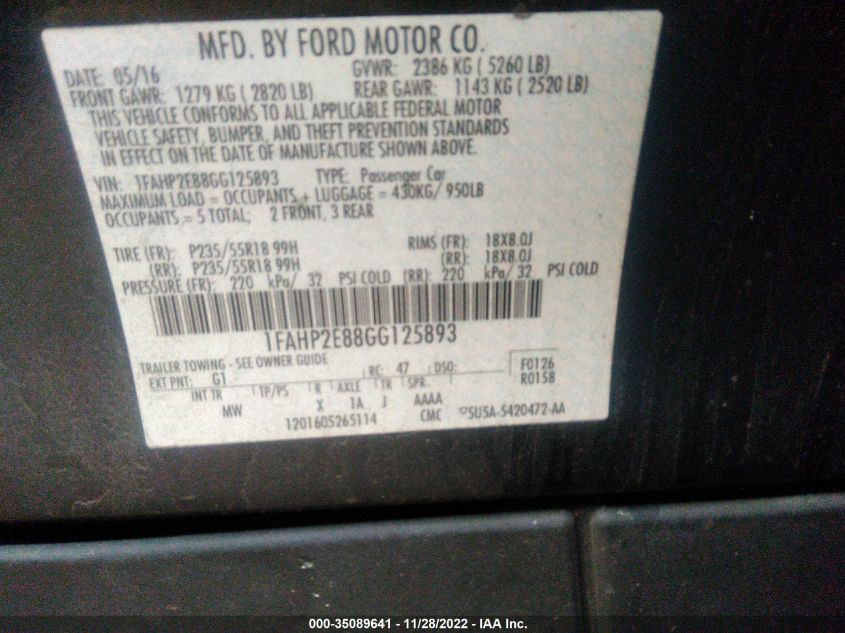 MFD. BY FORD MOTOR CO.
DATE: 05/16 GVWR: 2386 KG ( 5260 LB)
FRONT GAWR: 1279 KG ( 2820 LB) REAR GAWR: 1143 KG ( 2520 LB)
THIS VEHICLE CONFORMS TO ALL APPLICABLE FEDERAL MOTOR
VEHICLE SAFETY, BUMPER, AND THEFT PREVENTION STANDARDS
IN EFFECT ON THE DATE OF MANUFACTURE SHOWN ABOVE.
VIN: 1FAHP2E88GG125893 TYPE: Passenger Car
MAXIMUM LOAD = OCCUPANTS + LUGGAGE = 430KG/ 950LB
OCCUPANTS = 5 TOTAL; 2 FRONT, 3 REAR
TIRE (FR): P235/55R18 99H RIMS (FR): 18X8.0J
(RR): P235/55R18 99H (RR): 18X8.0J
PRESSURE (FR): 220 kPa/ 32 PSI COLD (RR): 220 kPa/ 32 PSI COLD
1FAHP2E88GG125893
TRAILER TOWING - SEE OWNER GUIDE
EXT PNT: G1 RC: 47 DSO: F0126
R0158
INT TR TP/PS R AXLE TR SPR
MW X 1A J AAAA
1201605265114 CMC 5U5A-5420472-AA
000-35089641 - 11/28/2022 - IAA Inc.